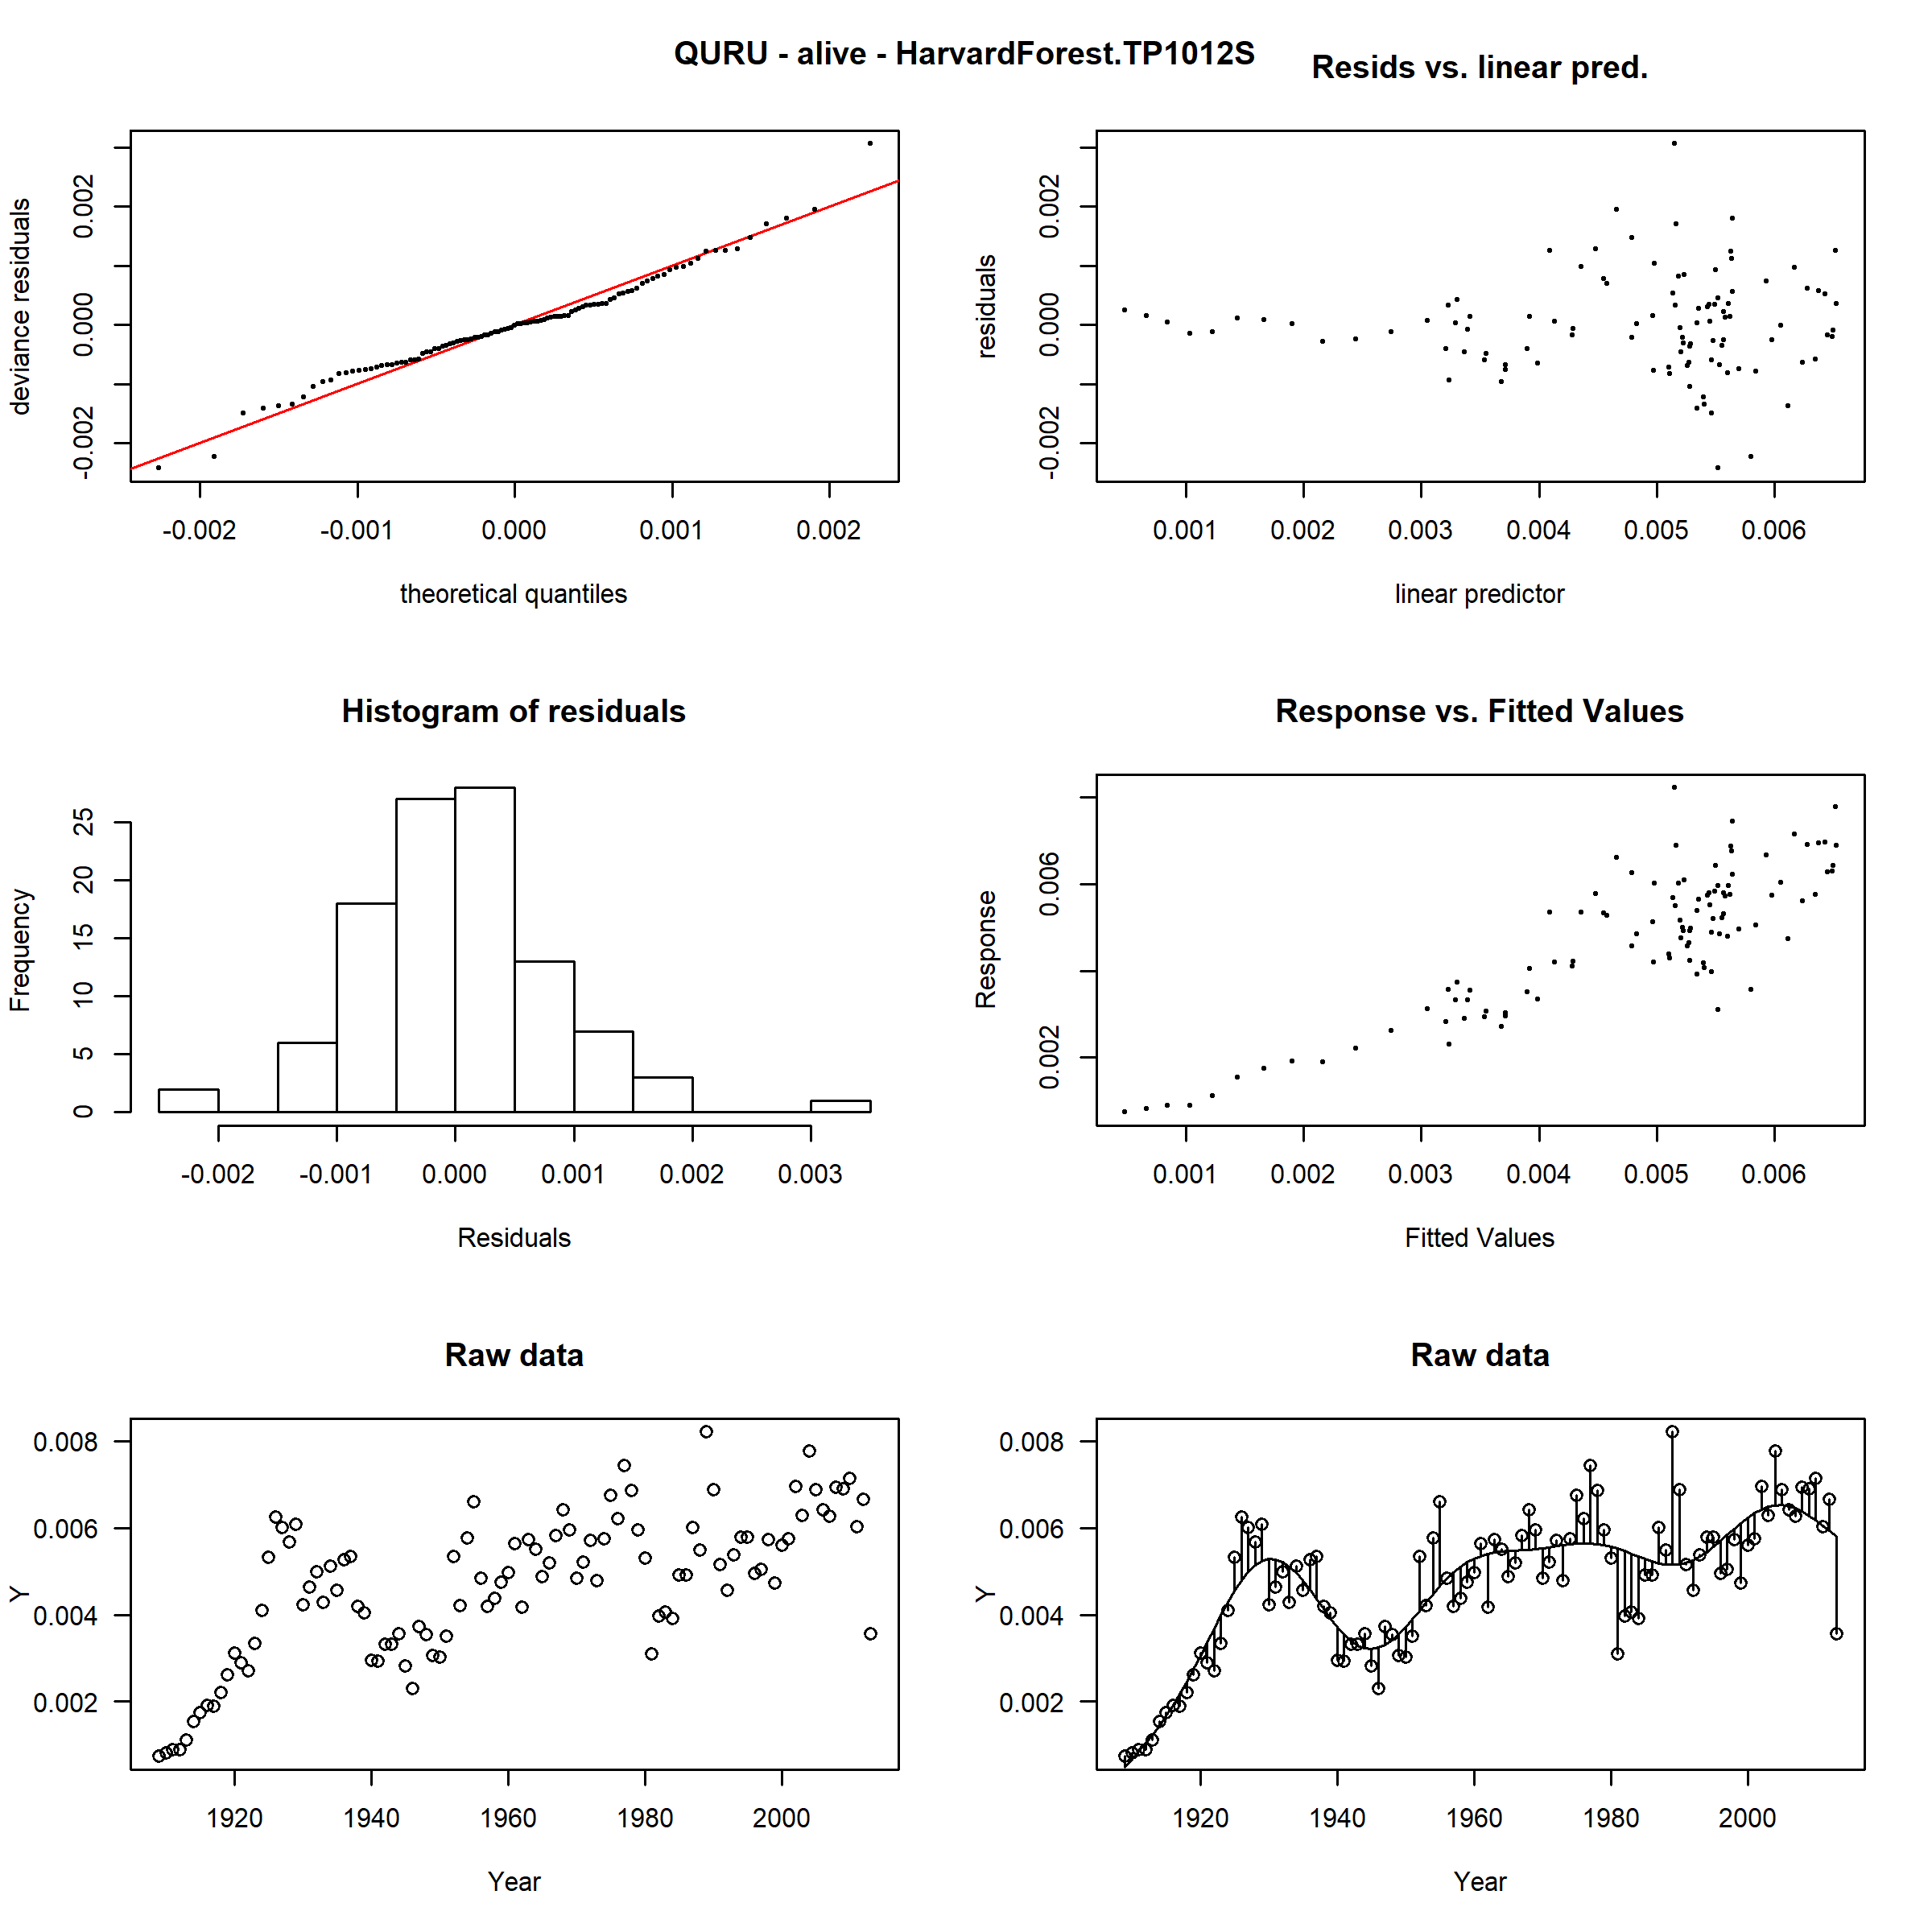 QURU - alive - HarvardForest.TP1012S
Resids vs. linear pred.
deviance residuals
-0.002 0.000 0.002
-0.002 -0.001 0.000 0.001 0.002
theoretical quantiles
residuals
-0.002 0.000 0.002
0.001 0.002 0.003 0.004 0.005 0.006
linear predictor
Histogram of residuals
Frequency
0 5 10 15 20 25
-0.002 -0.001 0.000 0.001 0.002 0.003
Residuals
Response vs. Fitted Values
Response
0.002 0.006
0.001 0.002 0.003 0.004 0.005 0.006
Fitted Values
Raw data
Y
0.008
0.006
0.004
0.002
1920 1940 1960 1980 2000
Year
Raw data
Y
0.008
0.006
0.004
0.002
1920 1940 1960 1980 2000
Year